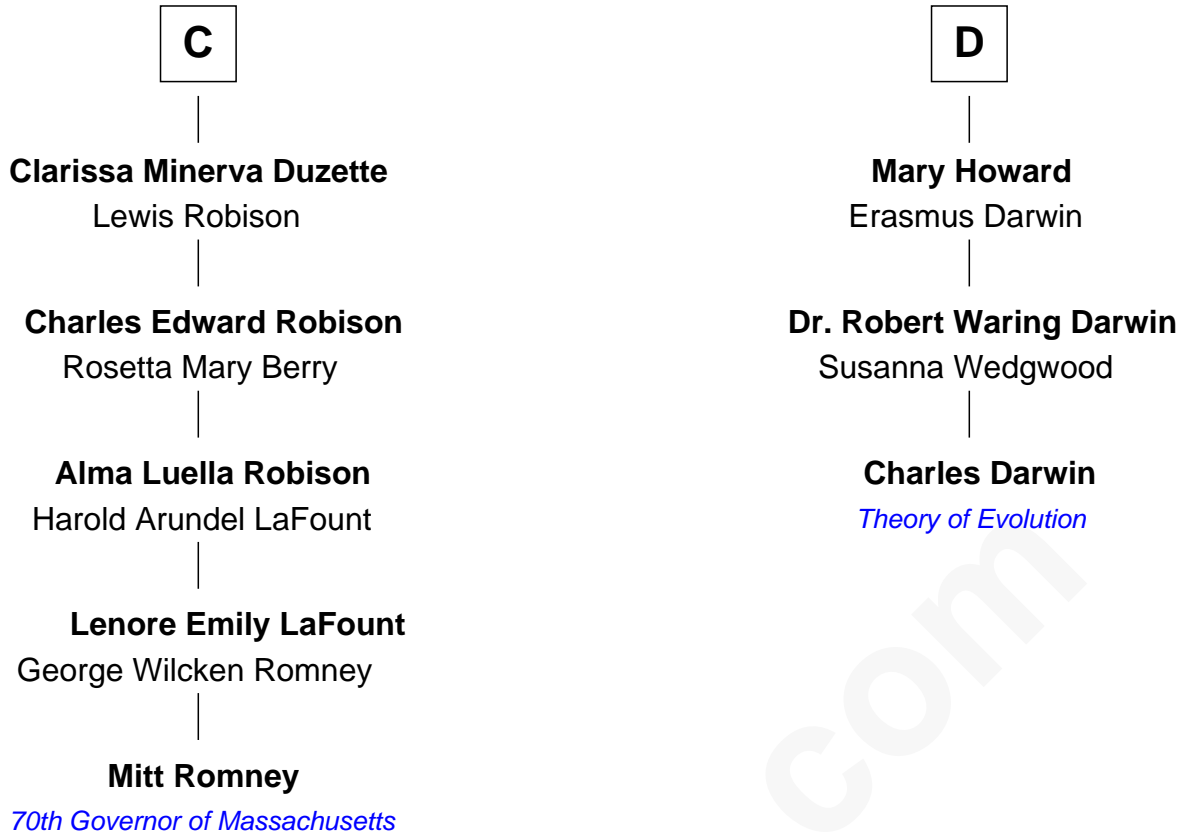 C
Clarissa Minerva Duzette
Lewis Robison
Charles Edward Robison
Rosetta Mary Berry
Alma Luella Robison
Harold Arundel LaFount
Lenore Emily LaFount
George Wilcken Romney
Mitt Romney
70th Governor of Massachusetts
D
Mary Howard
Erasmus Darwin
Dr. Robert Waring Darwin
Susanna Wedgwood
Charles Darwin
Theory of Evolution
com